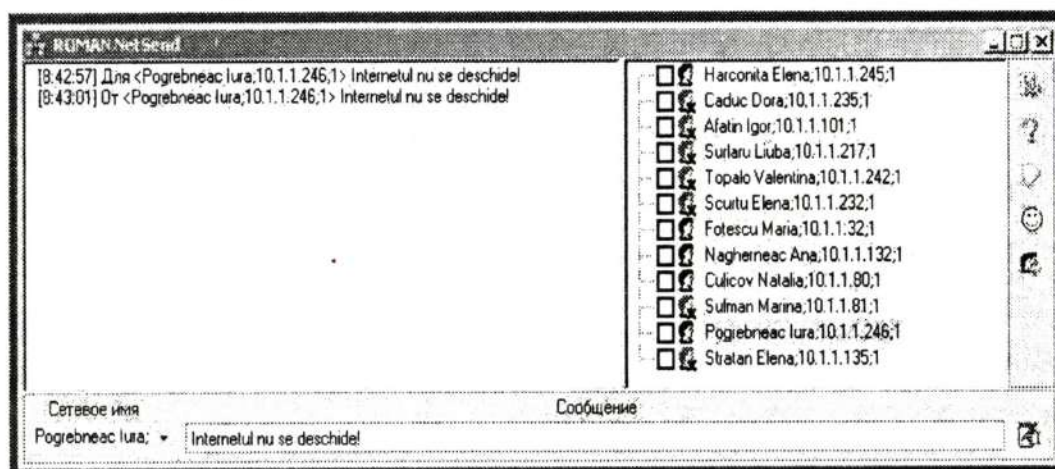 ROMAN NetSend
[8:42:57] Для <Pogrebneac Iura;10.1.1.246;1> Internetul nu se deschide!
[8:43:01] От <Pogrebneac Iura;10.1.1.246;1> Internetul nu se deschide!
Harconita Elena;10.1.1.245;1
Caduc Dora;10.1.1.235;1
Afatin Igor;10.1.1.101;1
Surlaru Liuba;10.1.1.217;1
Topalo Valentina;10.1.1.242;1
Scurtu Elena;10.1.1.232;1
Fotescu Maria;10.1.1.32;1
Nagherneac Ana;10.1.1.132;1
Culicov Natalia;10.1.1.80;1
Sulman Marina;10.1.1.81;1
Pogrebneac Iura;10.1.1.246;1
Stratan Elena;10.1.1.135;1
Сетевое имя
Сообщение
Pogrebneac Iura;
Internetul nu se deschide!